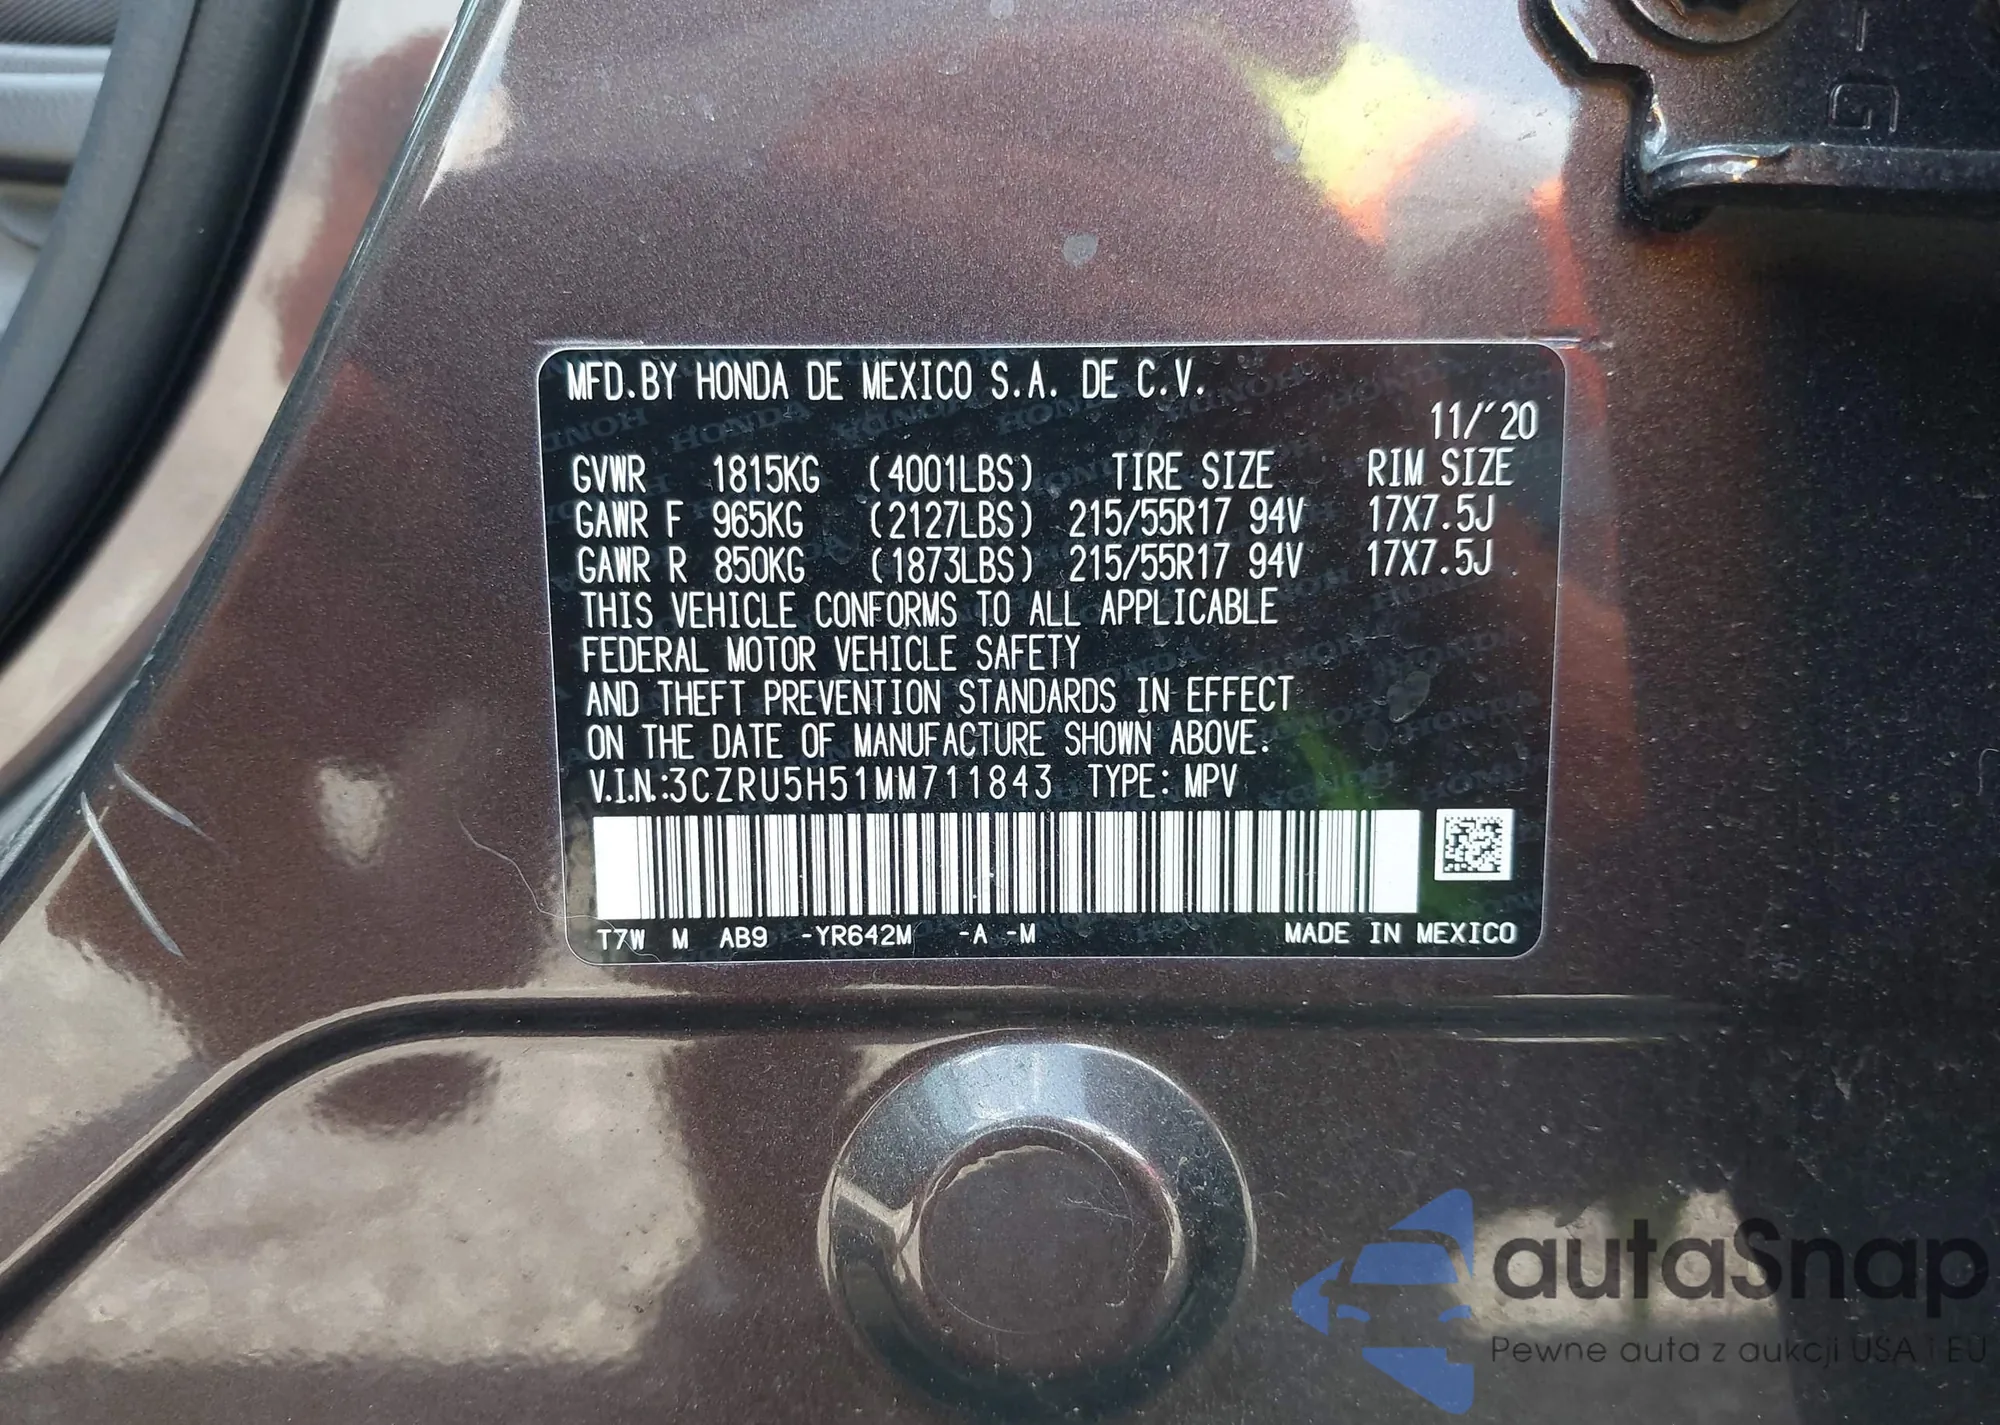 MFD.BY HONDA DE MEXICO S.A. DE C.V.
11/'20
GVWR 1815KG (4001LBS) TIRE SIZE RIM SIZE
GAWR F 965KG (2127LBS) 215/55R17 94V 17X7.5J
GAWR R 850KG (1873LBS) 215/55R17 94V 17X7.5J
THIS VEHICLE CONFORMS TO ALL APPLICABLE
FEDERAL MOTOR VEHICLE SAFETY
AND THEFT PREVENTION STANDARDS IN EFFECT
ON THE DATE OF MANUFACTURE SHOWN ABOVE.
V.I.N.:3CZRU5H51MM711843 TYPE: MPV
T7W M AB9 -YR642M -A -M MADE IN MEXICO
autaSnap
Pewne auta z aukcji USA i EU